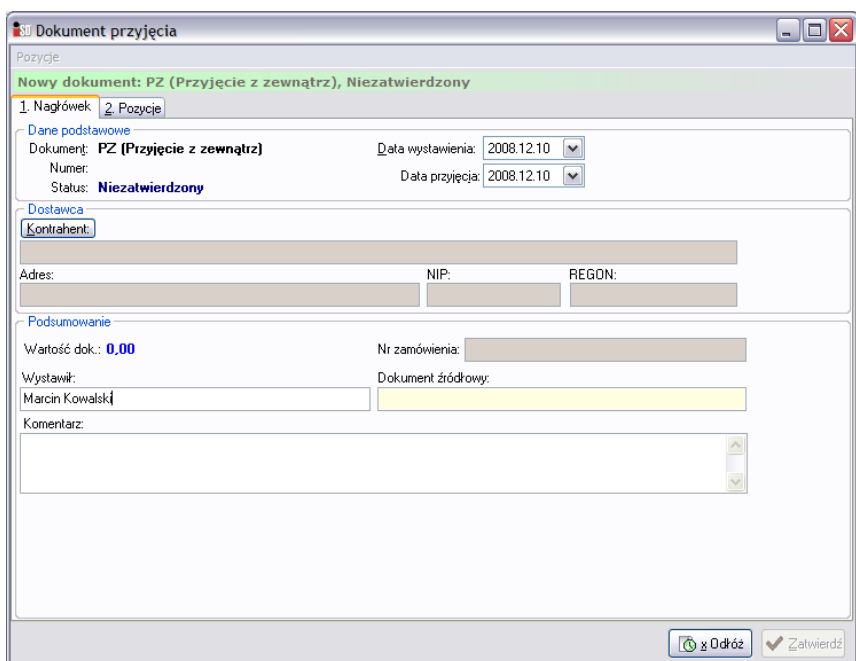 Dokument przyjęcia
Pozycje
Nowy dokument: PZ (Przyjęcie z zewnątrz), Niezatwierdzony
1. Nagłówek 2. Pozycje
Dane podstawowe
Dokument: PZ (Przyjęcie z zewnątrz) Data wystawienia: 2008.12.10
Numer: Data przyjęcia: 2008.12.10
Status: Niezatwierdzony
Dostawca
Kontrahent:
Adres: NIP: REGON:
Podsumowanie
Wartość dok.: 0,00 Nr zamówienia:
Wystawił: Dokument źródłowy:
Marcin Kowalski
Komentarz:
x Odłóż Zatwierdź